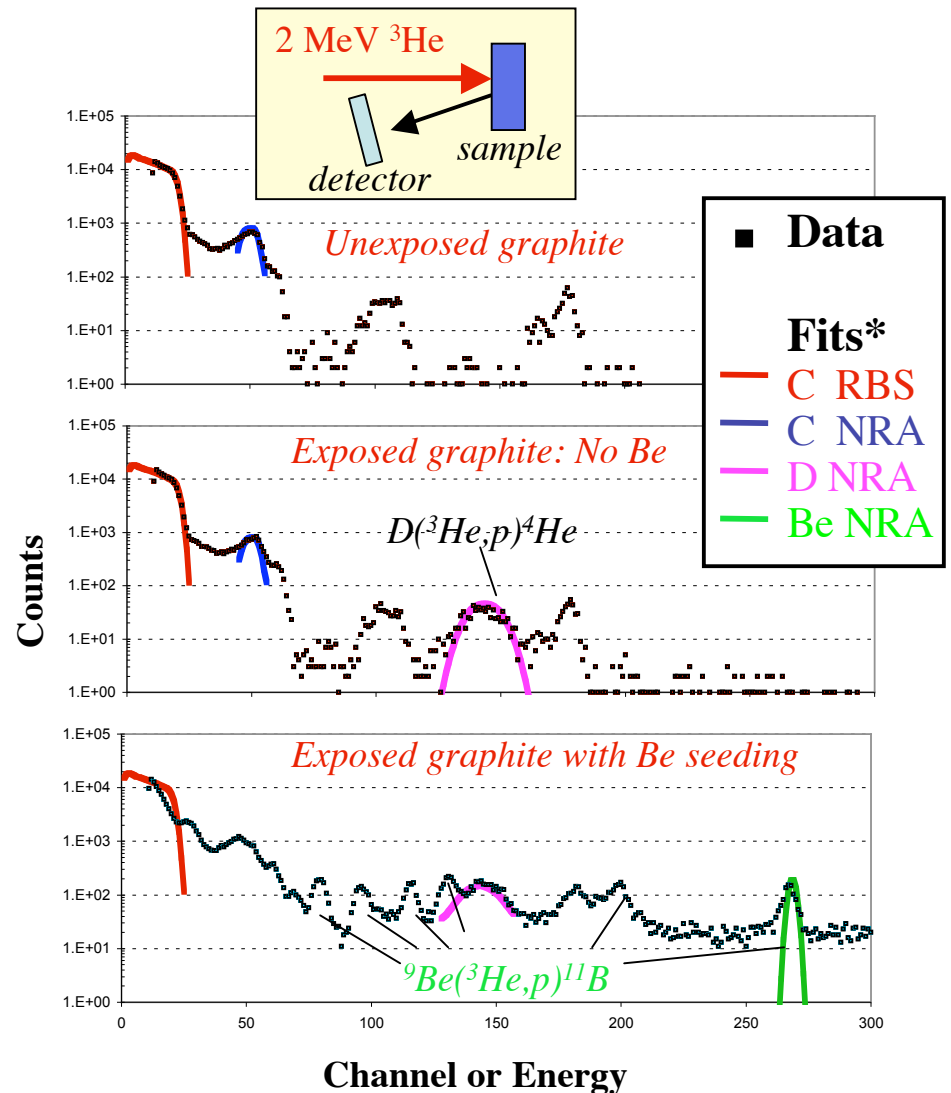 2 MeV ³He
sample
detector
1.E+05
1.E+04
1.E+03
1.E+02
1.E+01
1.E+00
Unexposed graphite
Data
Fits*
C RBS
C NRA
D NRA
Be NRA
1.E+05
1.E+04
1.E+03
1.E+02
1.E+01
1.E+00
Exposed graphite: No Be
D(³He,p)⁴He
Counts
1.E+05
1.E+04
1.E+03
1.E+02
1.E+01
1.E+00
Exposed graphite with Be seeding
⁹Be(³He,p)¹¹B
0 50 100 150 200 250 300
Channel or Energy